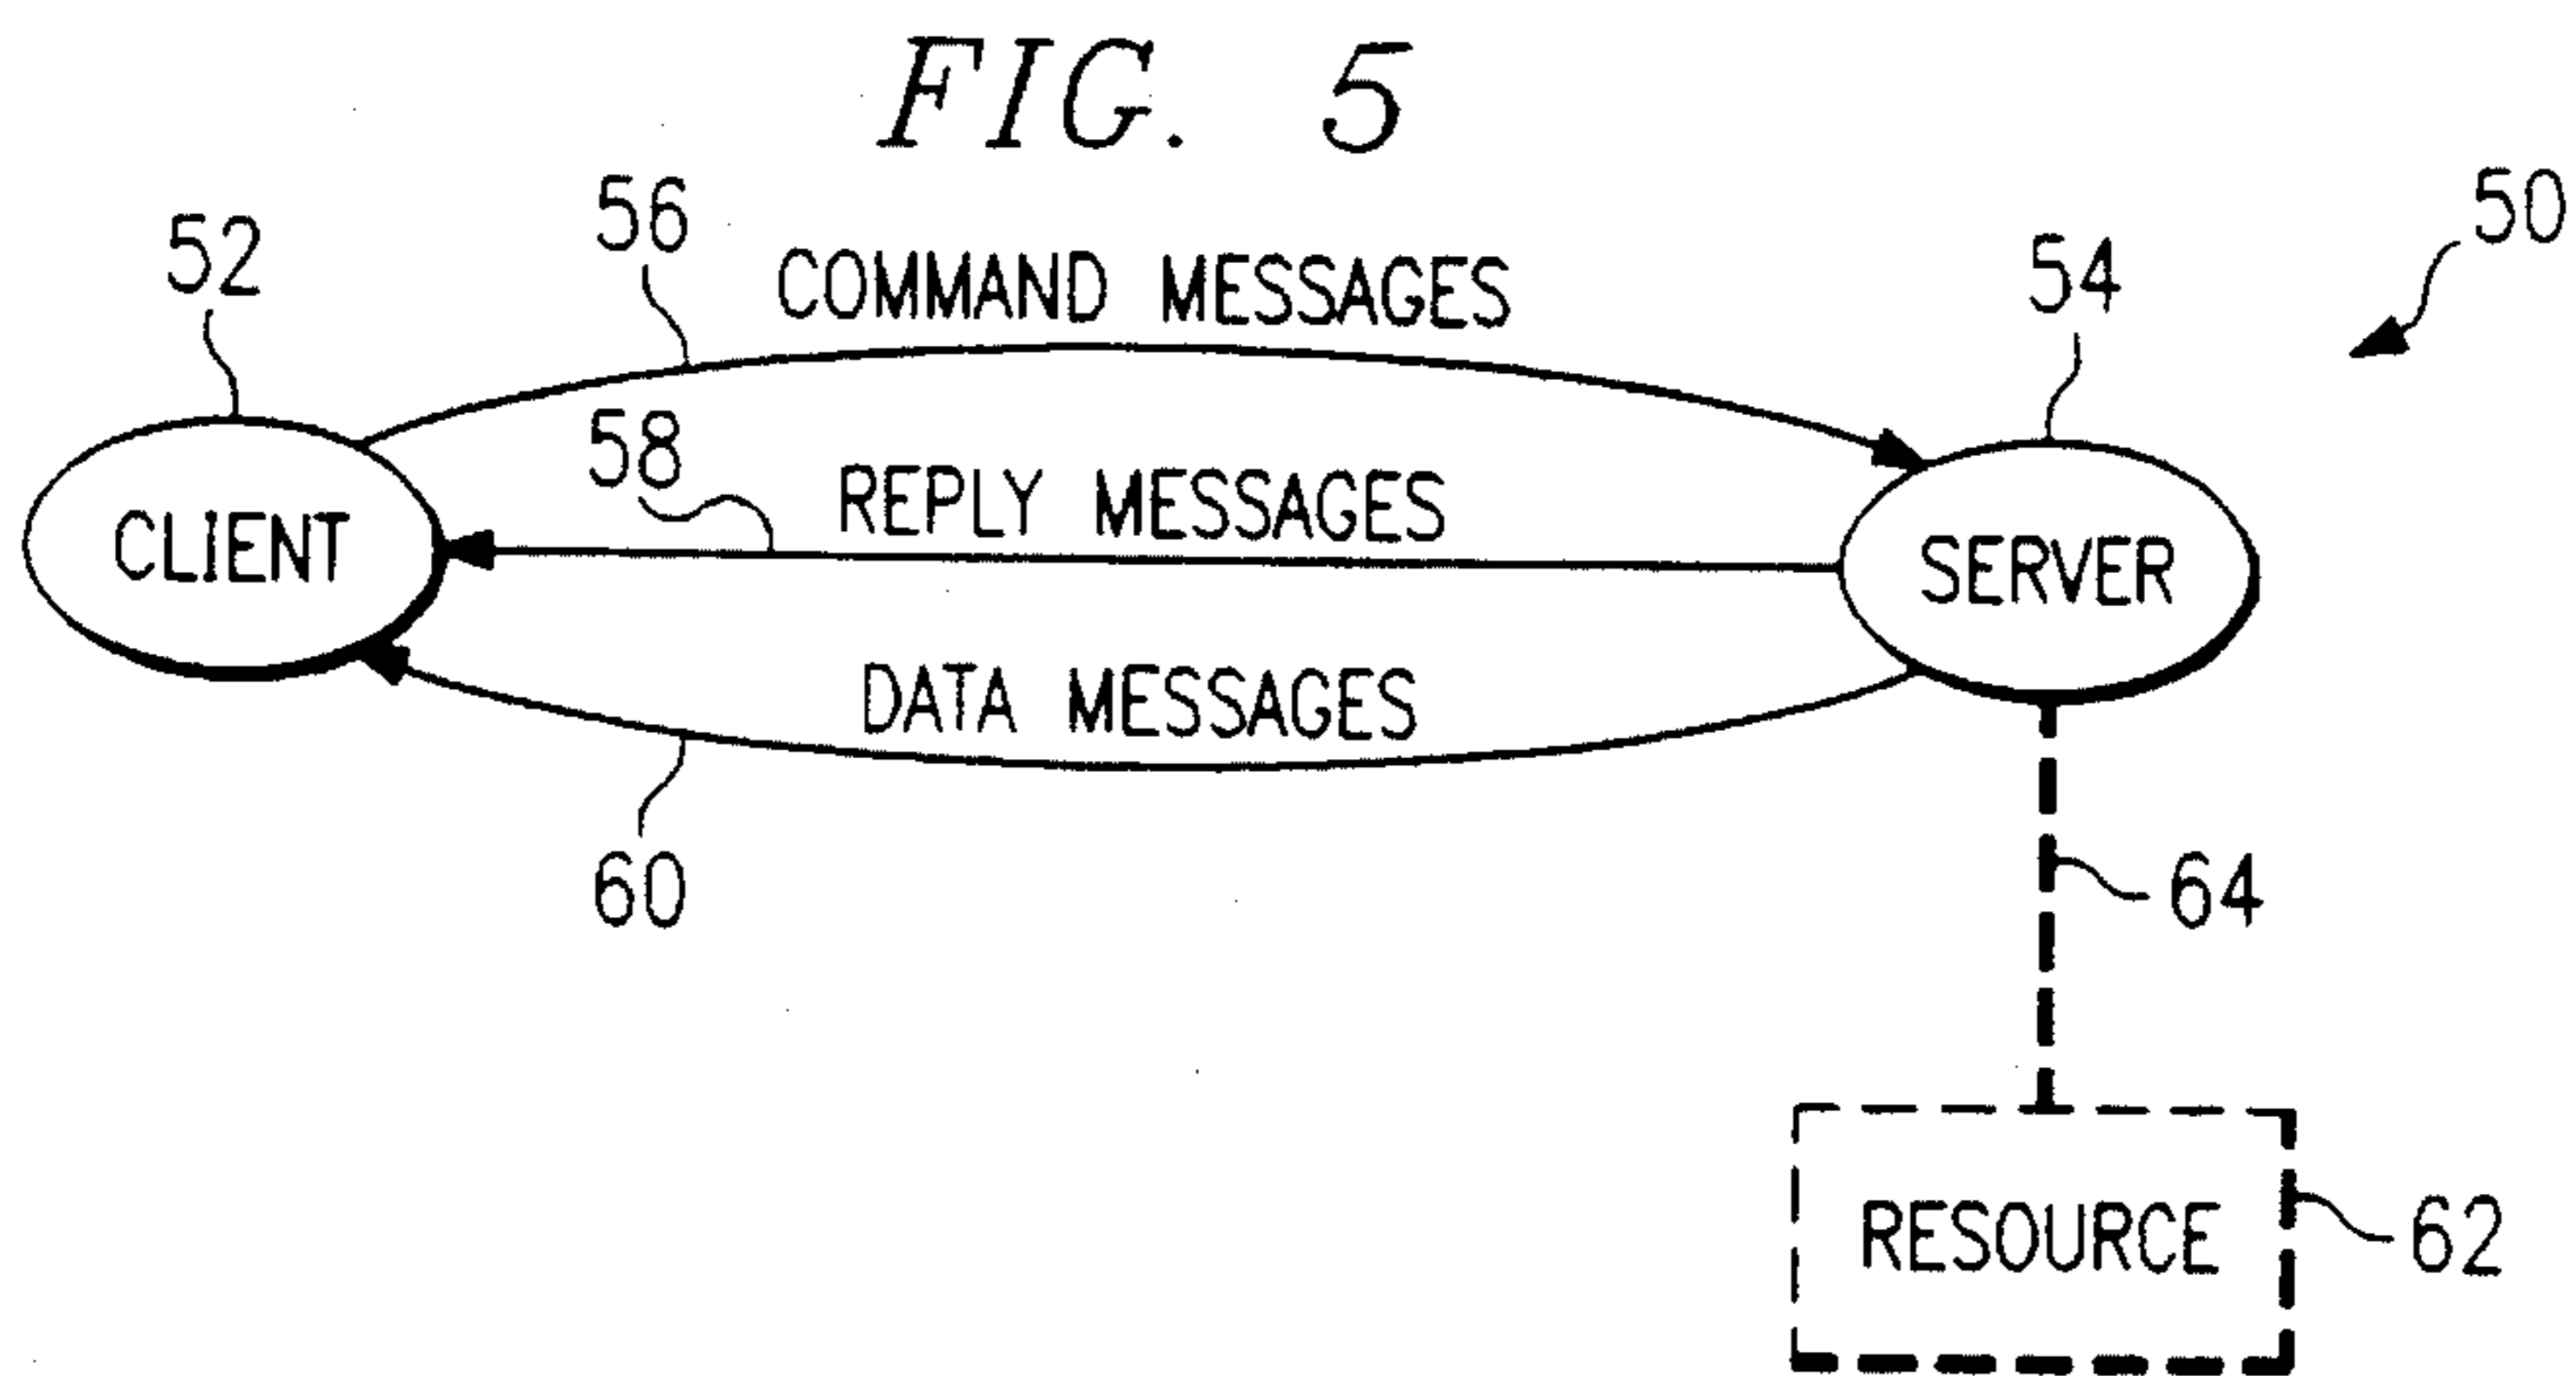 FIG. 5
50
52
56
COMMAND MESSAGES
54
58
REPLY MESSAGES
CLIENT
SERVER
DATA MESSAGES
60
64
RESOURCE
62